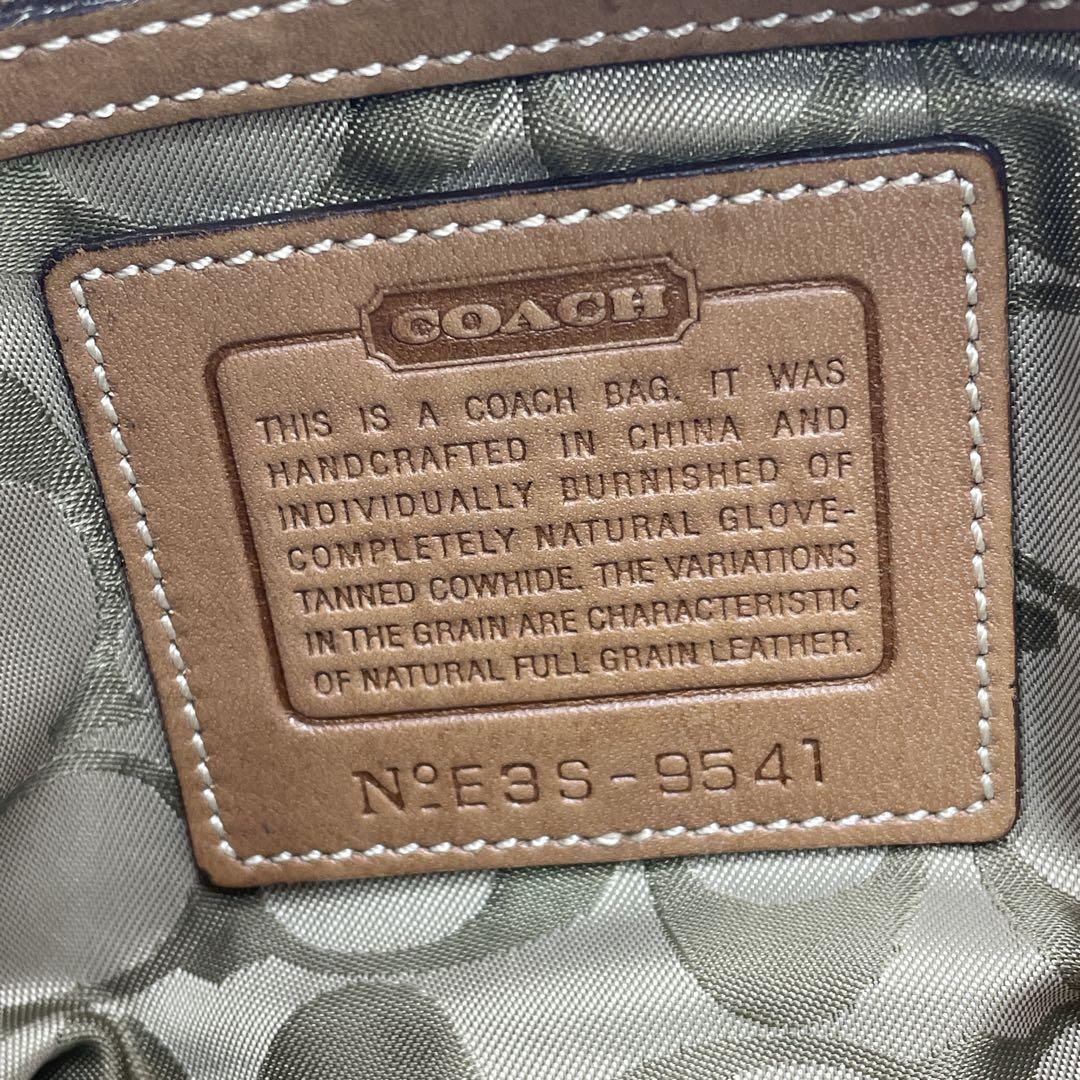 COACH
THIS IS A COACH BAG. IT WAS
HANDCRAFTED IN CHINA AND
INDIVIDUALLY BURNISHED OF
COMPLETELY NATURAL GLOVE-
TANNED COWHIDE. THE VARIATIONS
IN THE GRAIN ARE CHARACTERISTIC
OF NATURAL FULL GRAIN LEATHER.
Nº E3S-9541